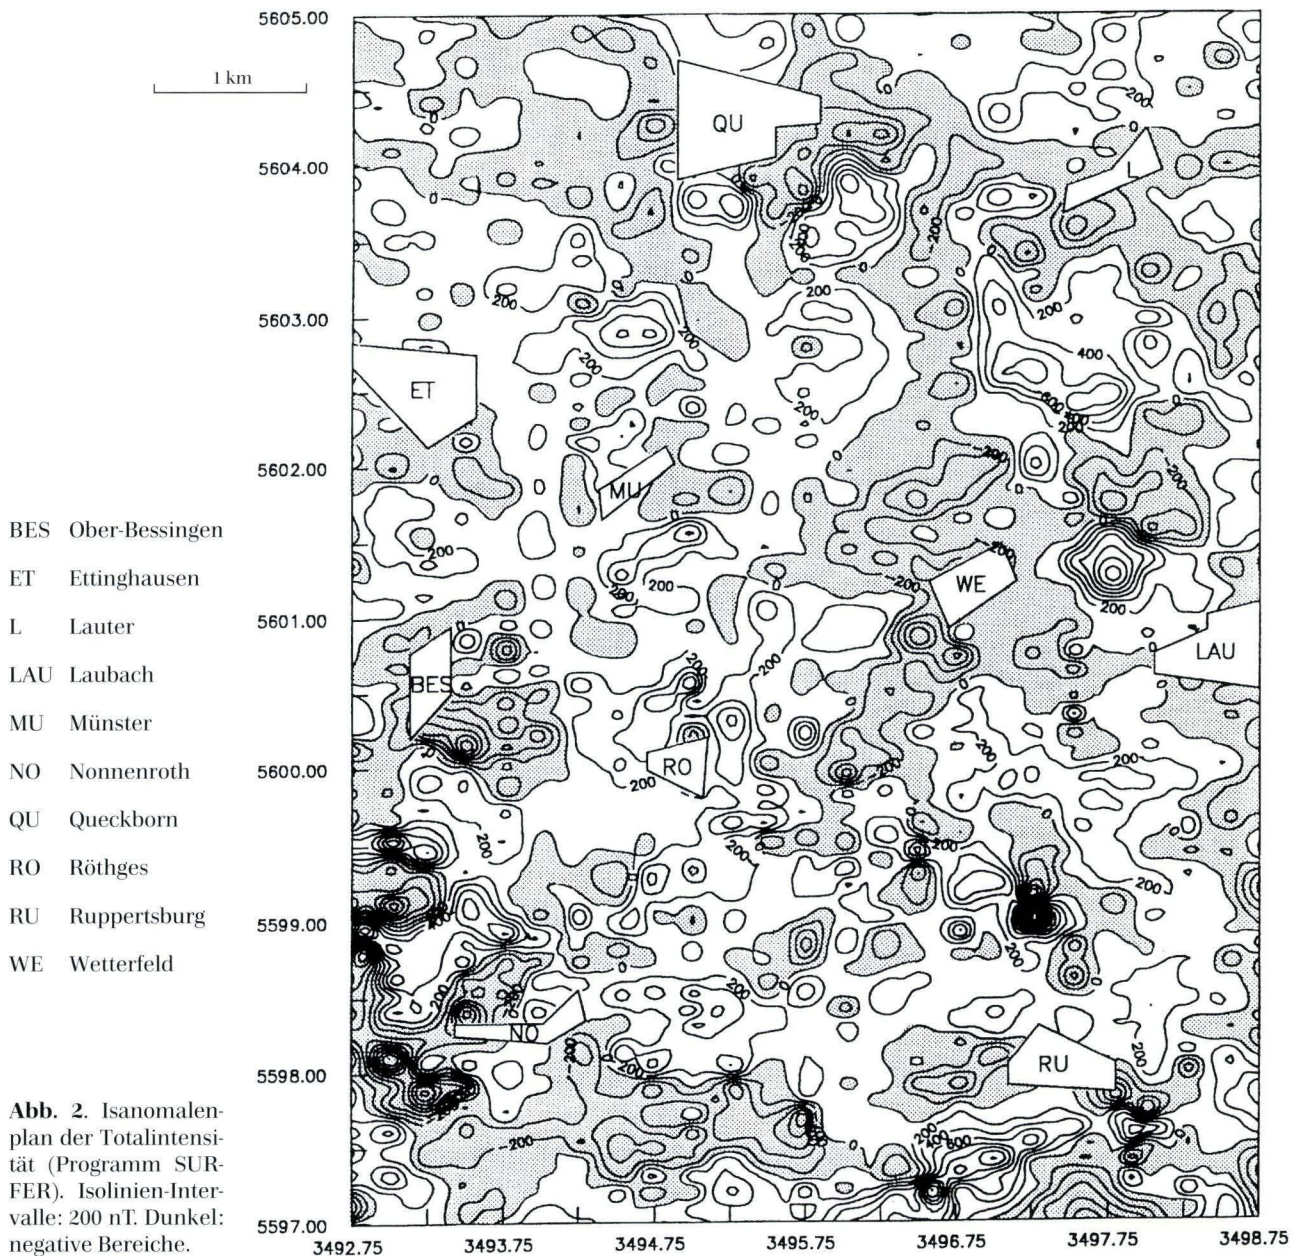 5605.00
1 km
5604.00
5603.00
5602.00
5601.00
5600.00
5599.00
5598.00
5597.00
3492.75 3493.75 3494.75 3495.75 3496.75 3497.75 3498.75
QU
L
ET
MU
WE
LAU
BES
RO
NO
RU
200
-200
0
400
600
BES Ober-Bessingen
ET Ettinghausen
L Lauter
LAU Laubach
MU Münster
NO Nonnenroth
QU Queckborn
RO Röthges
RU Ruppertsburg
WE Wetterfeld
Abb. 2. Isanomalen-
plan der Totalintensi-
tät (Programm SUR-
FER). Isolinien-Inter-
valle: 200 nT. Dunkel:
negative Bereiche.